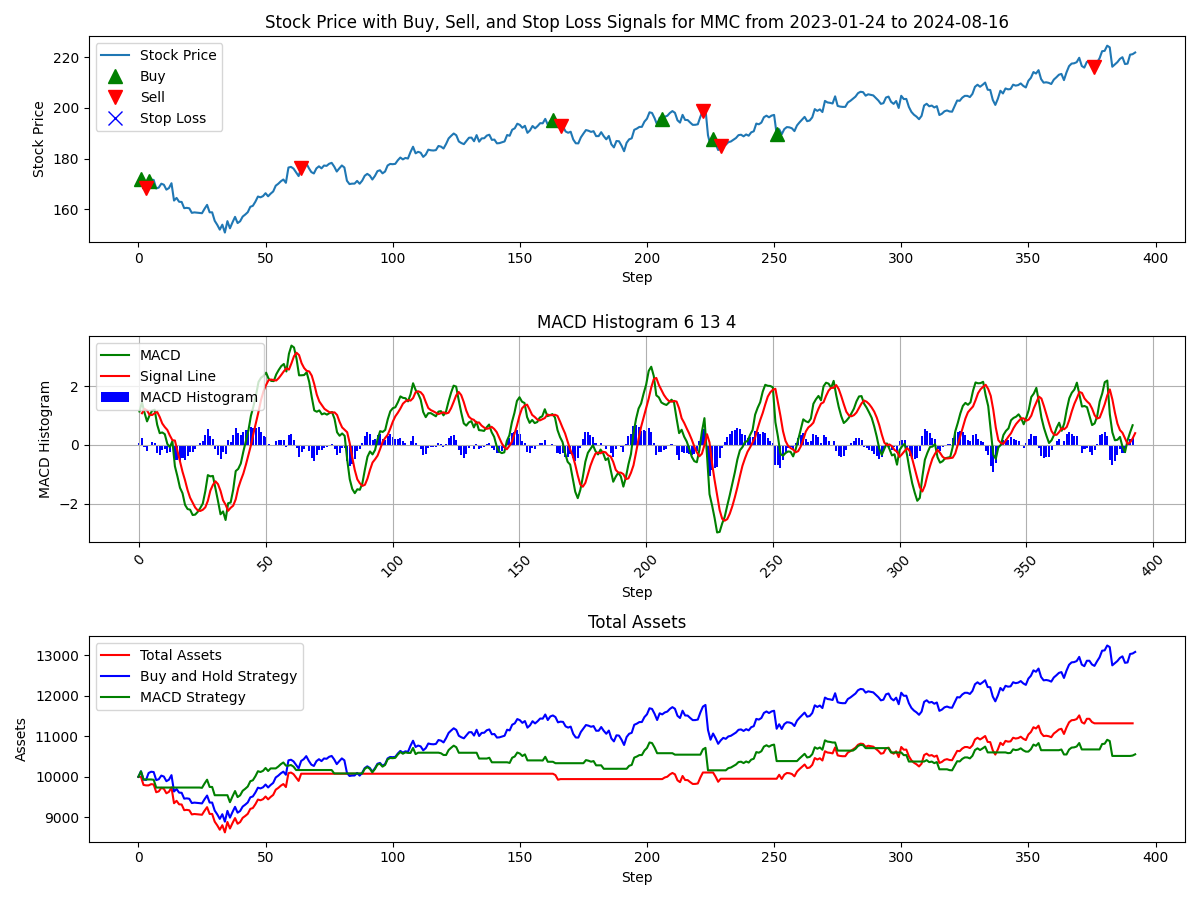 Stock Price with Buy, Sell, and Stop Loss Signals for MMC from 2023-01-24 to 2024-08-16
Stock Price
Buy
Sell
Stop Loss
Stock Price
220
200
180
160
0 50 100 150 200 250 300 350 400
Step
MACD Histogram 6 13 4
MACD
Signal Line
MACD Histogram
MACD Histogram
2
0
−2
0 50 100 150 200 250 300 350 400
Step
Total Assets
Total Assets
Buy and Hold Strategy
MACD Strategy
Assets
13000
12000
11000
10000
9000
0 50 100 150 200 250 300 350 400
Step